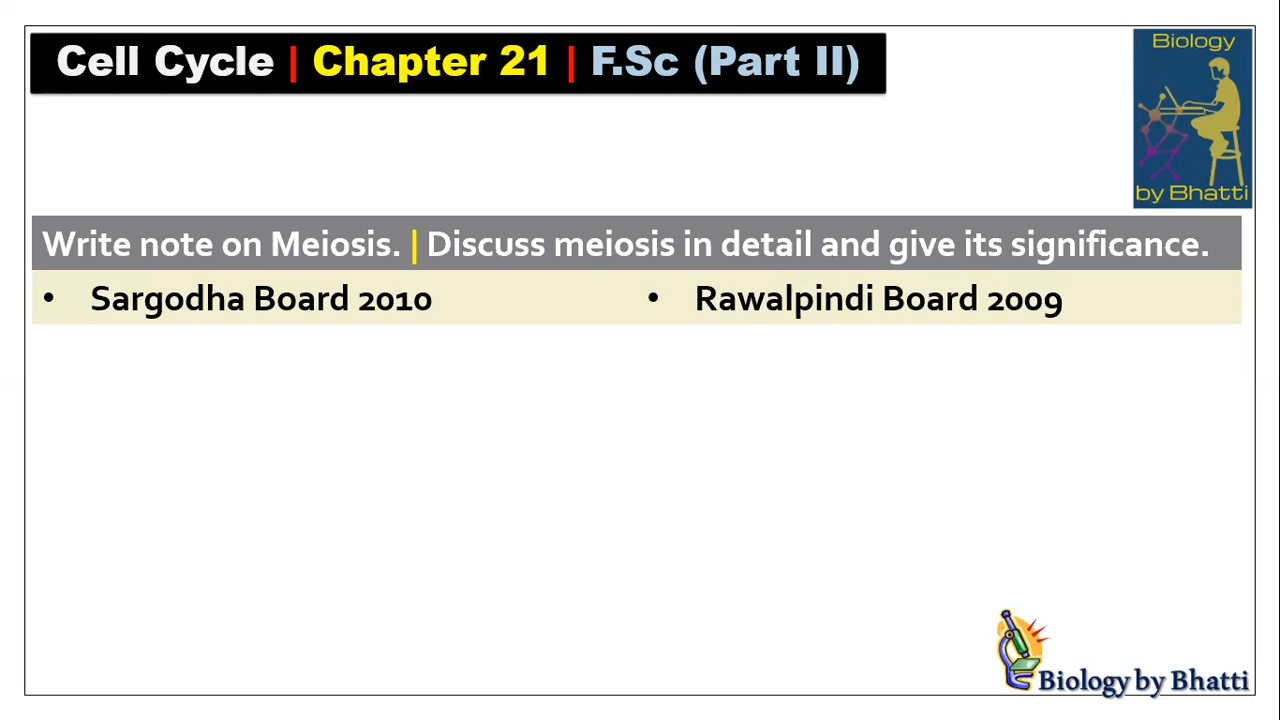 Cell Cycle | Chapter 21 | F.Sc (Part II)
Biology
by Bhatti
Write note on Meiosis. | Discuss meiosis in detail and give its significance.
• Sargodha Board 2010
• Rawalpindi Board 2009
Biology by Bhatti